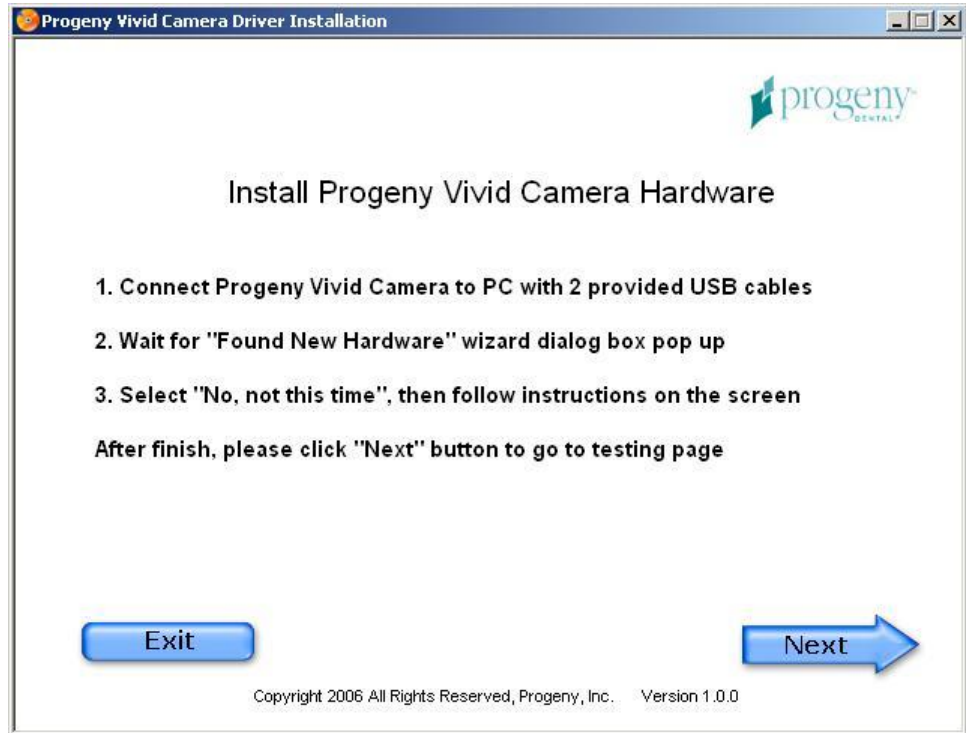 Progeny Vivid Camera Driver Installation
progeny
DENTAL
Install Progeny Vivid Camera Hardware
1. Connect Progeny Vivid Camera to PC with 2 provided USB cables
2. Wait for "Found New Hardware" wizard dialog box pop up
3. Select "No, not this time", then follow instructions on the screen
After finish, please click "Next" button to go to testing page
Exit
Next
Copyright 2006 All Rights Reserved, Progeny, Inc. Version 1.0.0